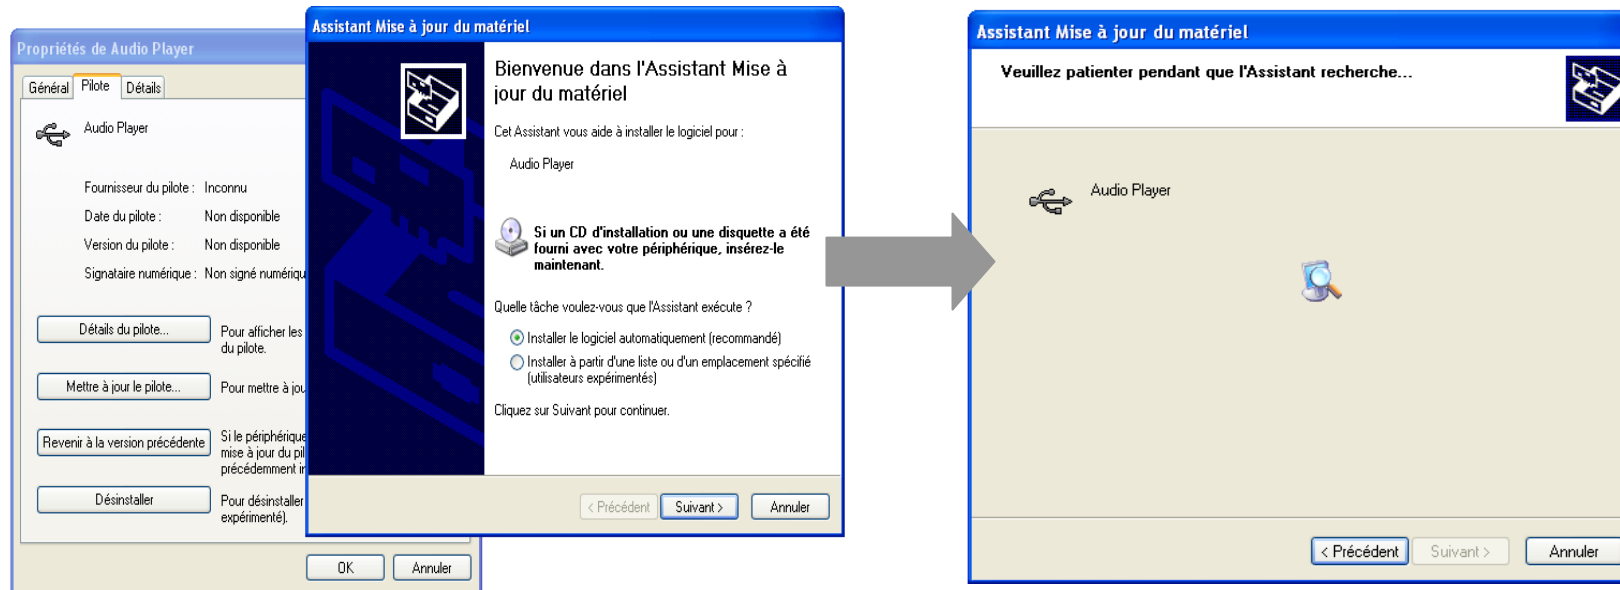 Propriétés de Audio Player
Général Pilote Détails
Audio Player
Fournisseur du pilote : Inconnu
Date du pilote : Non disponible
Version du pilote : Non disponible
Signataire numérique : Non signé numériqu
Détails du pilote...
Pour afficher les
du pilote.
Mettre à jour le pilote...
Pour mettre à jou
Revenir à la version précédente
Si le périphérique
mise à jour du pil
précédemment in
Désinstaller
Pour désinstaller
expérimenté).
OK Annuler
Assistant Mise à jour du matériel
Bienvenue dans l'Assistant Mise à
jour du matériel
Cet Assistant vous aide à installer le logiciel pour :
Audio Player
Si un CD d'installation ou une disquette a été
fourni avec votre périphérique, insérez-le
maintenant.
Quelle tâche voulez-vous que l'Assistant exécute ?
Installer le logiciel automatiquement (recommandé)
Installer à partir d'une liste ou d'un emplacement spécifié
(utilisateurs expérimentés)
Cliquez sur Suivant pour continuer.
< Précédent Suivant > Annuler
Assistant Mise à jour du matériel
Veuillez patienter pendant que l'Assistant recherche...
Audio Player
< Précédent Suivant > Annuler